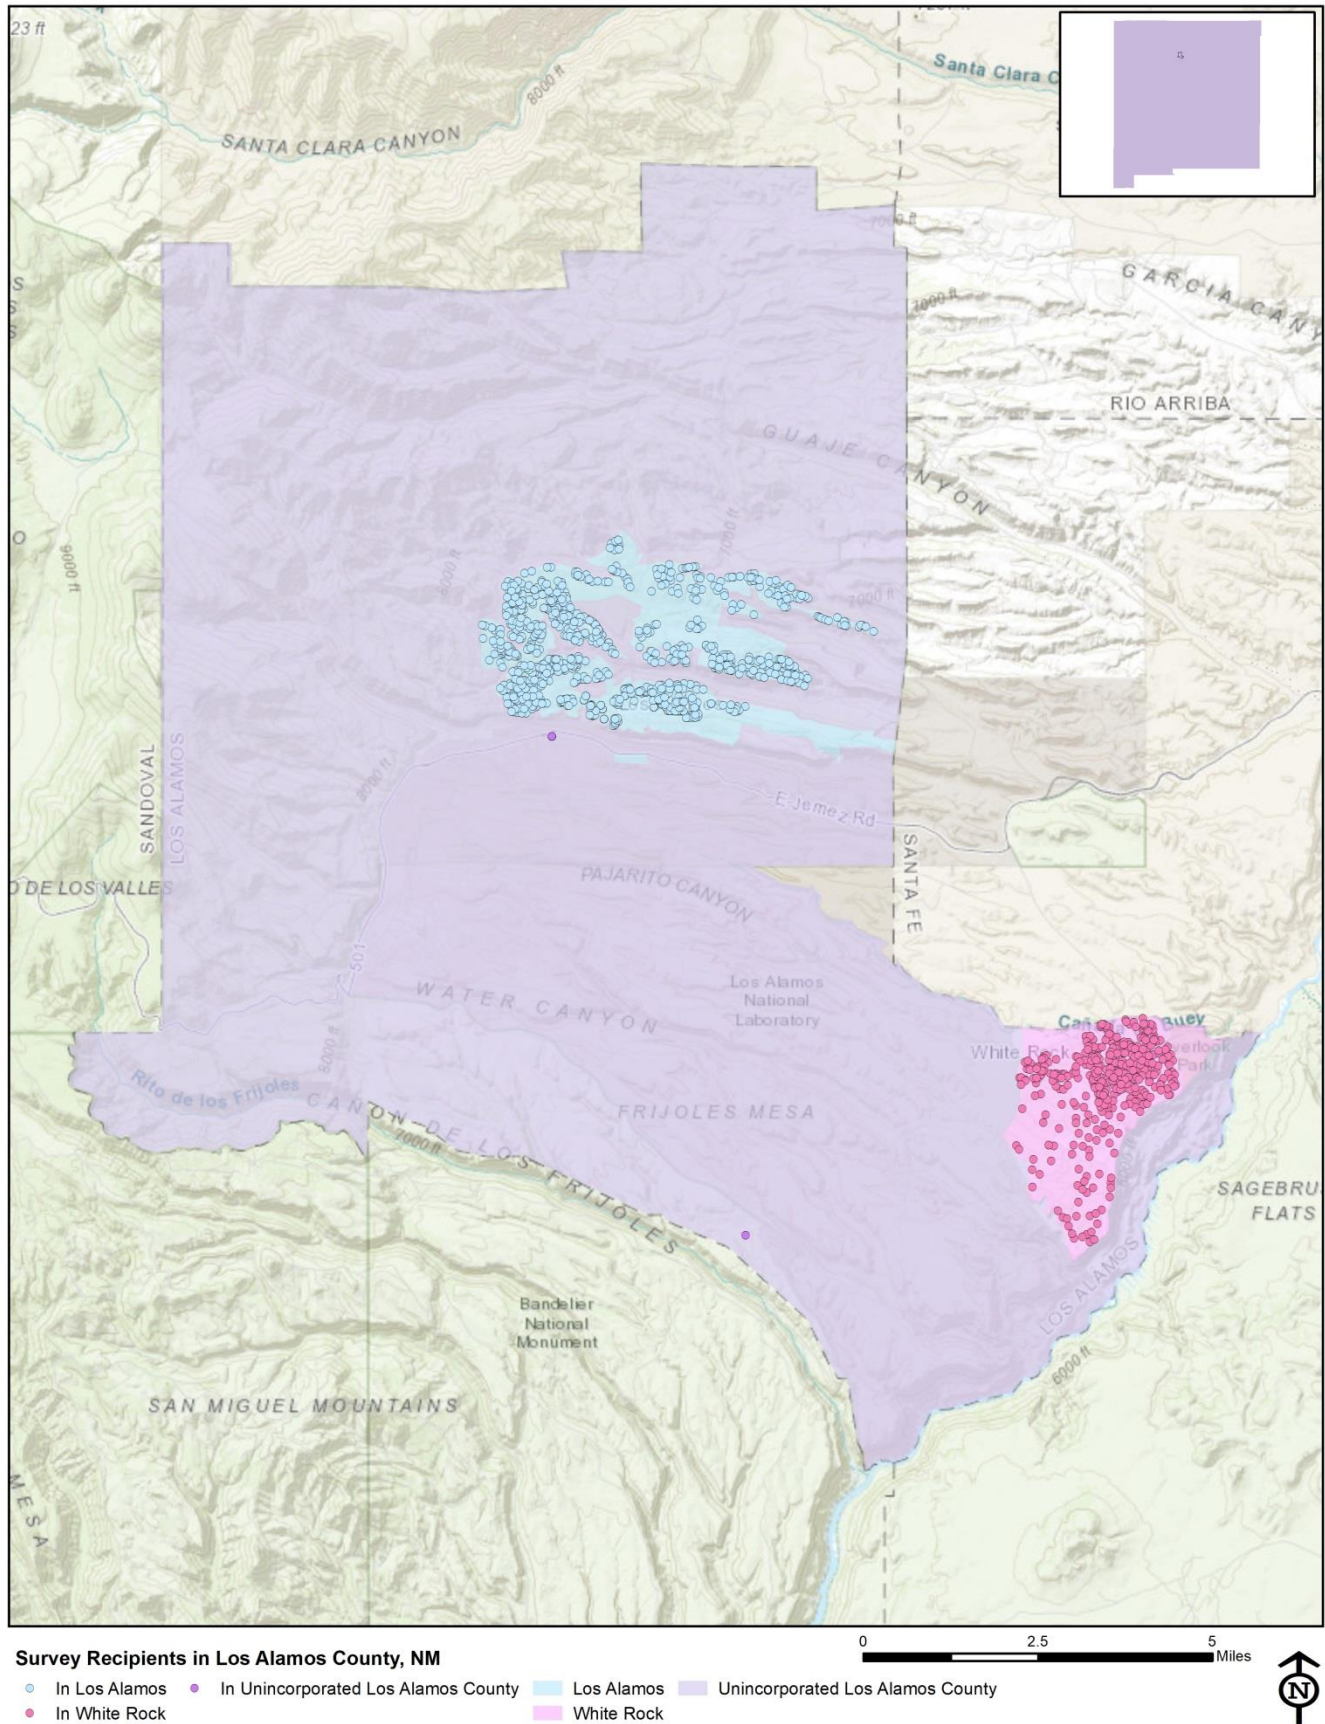 23 ft
8000 ft
Santa Clara C
SANTA CLARA CANYON
7000 ft
GARCIA CANY
7000 ft
RIO ARRIBA
GUAJE CANYON
7000 ft
9000 ft
8000 ft
7000 ft
SANDOVAL
LOS ALAMOS
8000 ft
E Jemez Rd
SANTA FE
O DE LOS VALLES
PAJARITO CANYON
501
WATER CANYON
Los Alamos
National
Laboratory
Cañ
Buey
White Rock
verlook
Park
8000 ft
Rito de los Frijoles
CAÑON DE LOS FRIJOLES
7000 ft
FRIJOLES MESA
SAGEBRU
FLATS
LOS ALAMOS
Bandelier
National
Monument
6000 ft
SAN MIGUEL MOUNTAINS
MESA
Survey Recipients in Los Alamos County, NM
0 2.5 5
Miles
In Los Alamos In Unincorporated Los Alamos County Los Alamos Unincorporated Los Alamos County
In White Rock White Rock
N